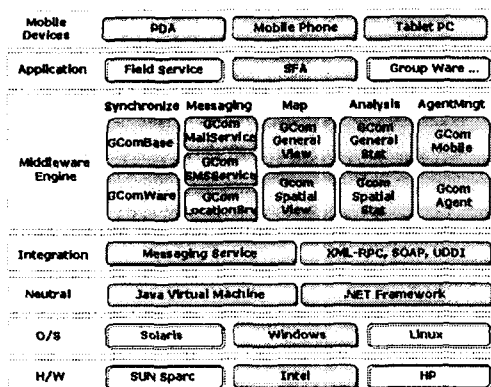 Mobile Devices
PDA
Mobile Phone
Tablet PC
Application
Field Service
SFA
Group Ware ...
Synchronize
Messaging
Map
Analysis
AgentMngt
Middleware Engine
GComBase
GCom MailService
GCom General View
GCom General Stat
GCom Mobile
GCom SMSService
GComWare
GCom LocationSrv
Gcom Spatial View
Gcom Spatial Stat
Gcom Agent
Integration
Messaging Service
XML-RPC, SOAP, UDDI
Neutral
Java Virtual Machine
.NET Framework
O/S
Solaris
Windows
Linux
H/W
SUN Sparc
Intel
HP